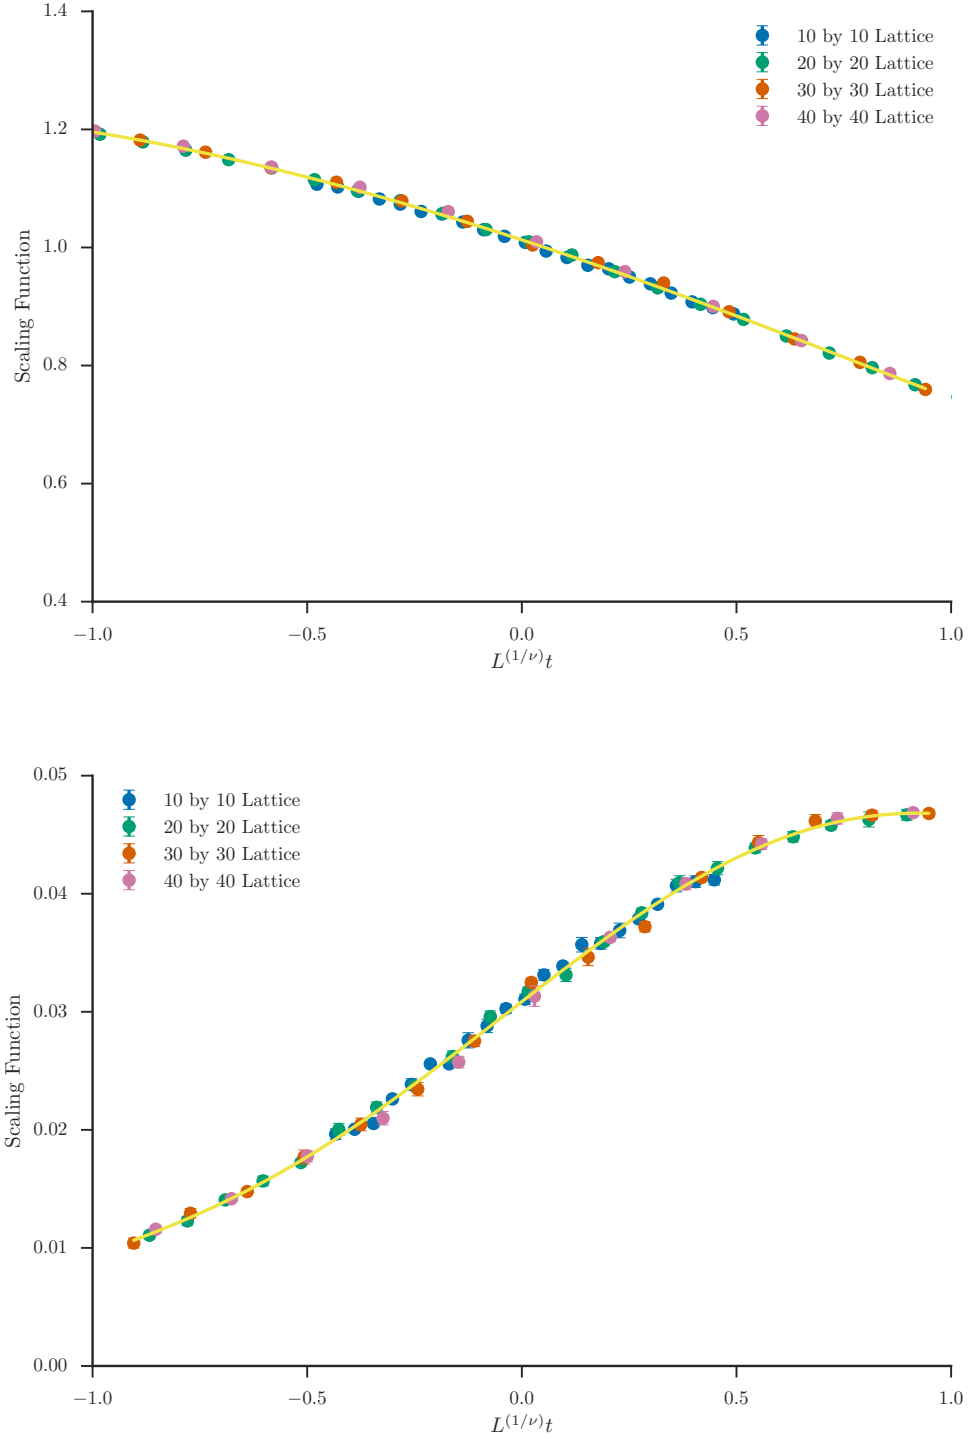 1.4
10 by 10 Lattice
20 by 20 Lattice
30 by 30 Lattice
40 by 40 Lattice
1.2
1.0
Scaling Function
0.8
0.6
0.4
−1.0 −0.5 0.0 0.5 1.0
L^(1/ν)t
0.05
10 by 10 Lattice
20 by 20 Lattice
30 by 30 Lattice
40 by 40 Lattice
0.04
0.03
Scaling Function
0.02
0.01
0.00
−1.0 −0.5 0.0 0.5 1.0
L^(1/ν)t